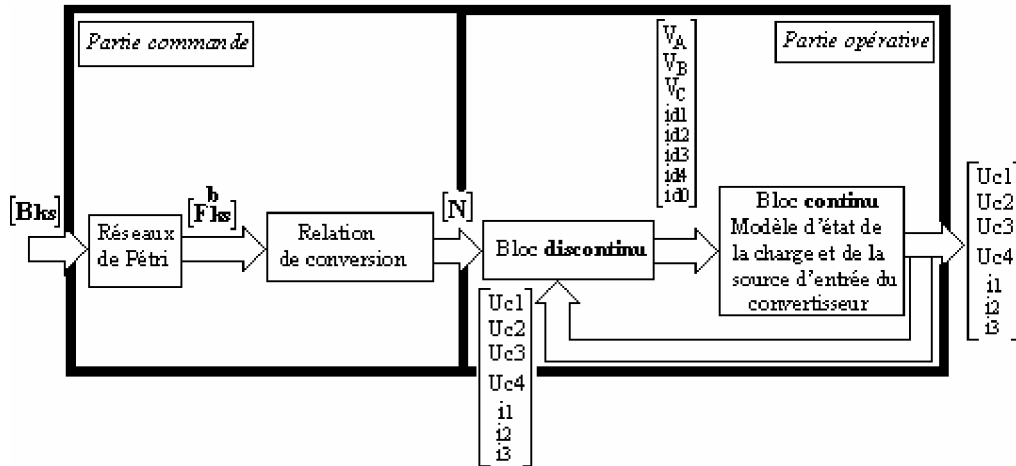 Partie commande
Partie opérative
V_A
V_B
V_C
id1
id2
id3
id4
id0
[Bks]
Réseaux
de Pétri
[F^b_ks]
Relation
de conversion
[N]
Bloc discontinu
Bloc continu
Modèle d'état de
la charge et de la
source d'entrée du
convertisseur
Uc1
Uc2
Uc3
Uc4
i1
i2
i3
Uc1
Uc2
Uc3
Uc4
i1
i2
i3